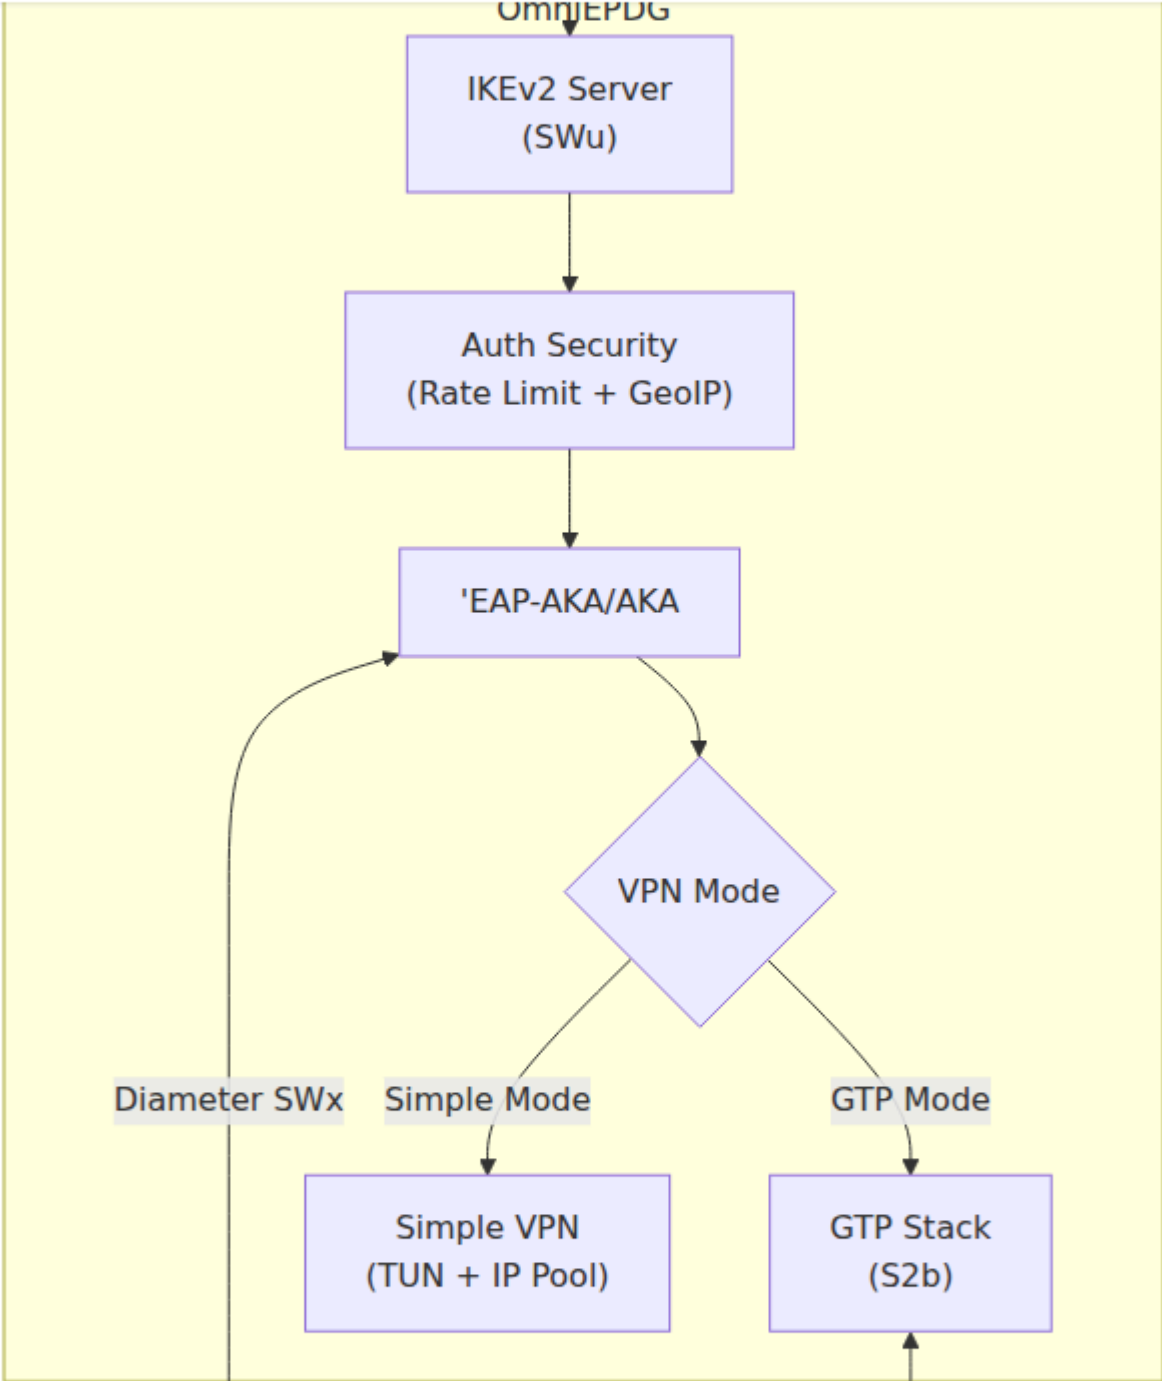 OmniEPDG
IKEv2 Server
(SWu)
Auth Security
(Rate Limit + GeoIP)
'EAP-AKA/AKA
VPN Mode
Diameter SWx
Simple Mode
GTP Mode
Simple VPN
(TUN + IP Pool)
GTP Stack
(S2b)